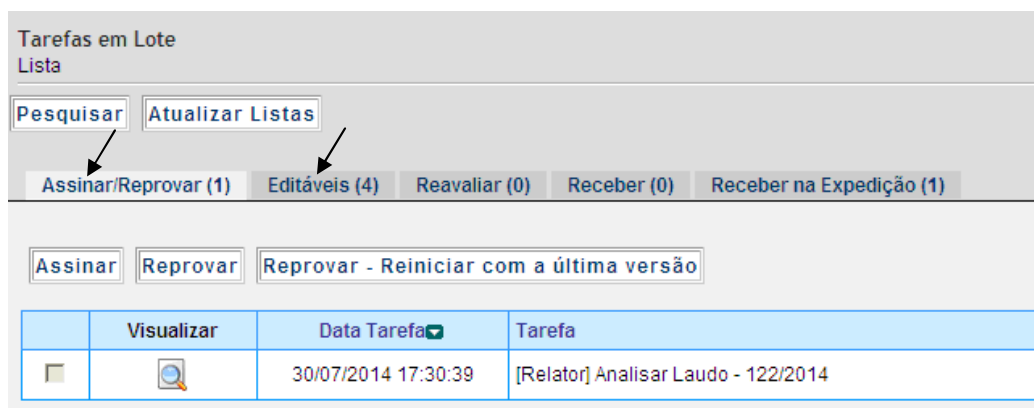 Tarefas em Lote
Lista
Pesquisar Atualizar Listas
Assinar/Reprovar (1) Editáveis (4) Reavaliar (0) Receber (0) Receber na Expedição (1)
Assinar Reprovar Reprovar - Reiniciar com a última versão
Visualizar Data Tarefa Tarefa
30/07/2014 17:30:39 [Relator] Analisar Laudo - 122/2014